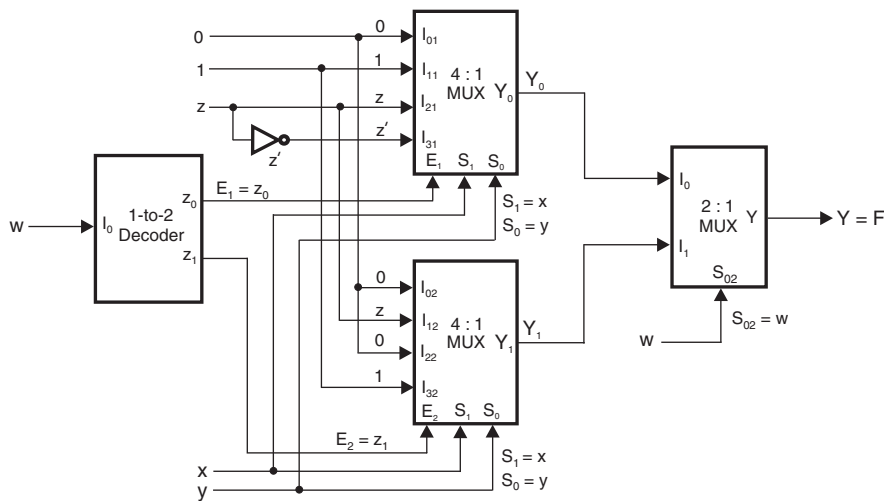 0
1
z
z'
0
1
z
z'
I₀₁
I₁₁
I₂₁
I₃₁
4 : 1
MUX
Y₀
E₁ S₁ S₀
Y₀
w
I₀
1-to-2
Decoder
z₀
z₁
E₁ = z₀
S₁ = x
S₀ = y
0
z
0
1
I₀₂
I₁₂
I₂₂
I₃₂
4 : 1
MUX
Y₁
E₂ S₁ S₀
Y₁
E₂ = z₁
S₁ = x
S₀ = y
x
y
I₀
I₁
2 : 1
MUX
Y
S₀₂
Y = F
w
S₀₂ = w